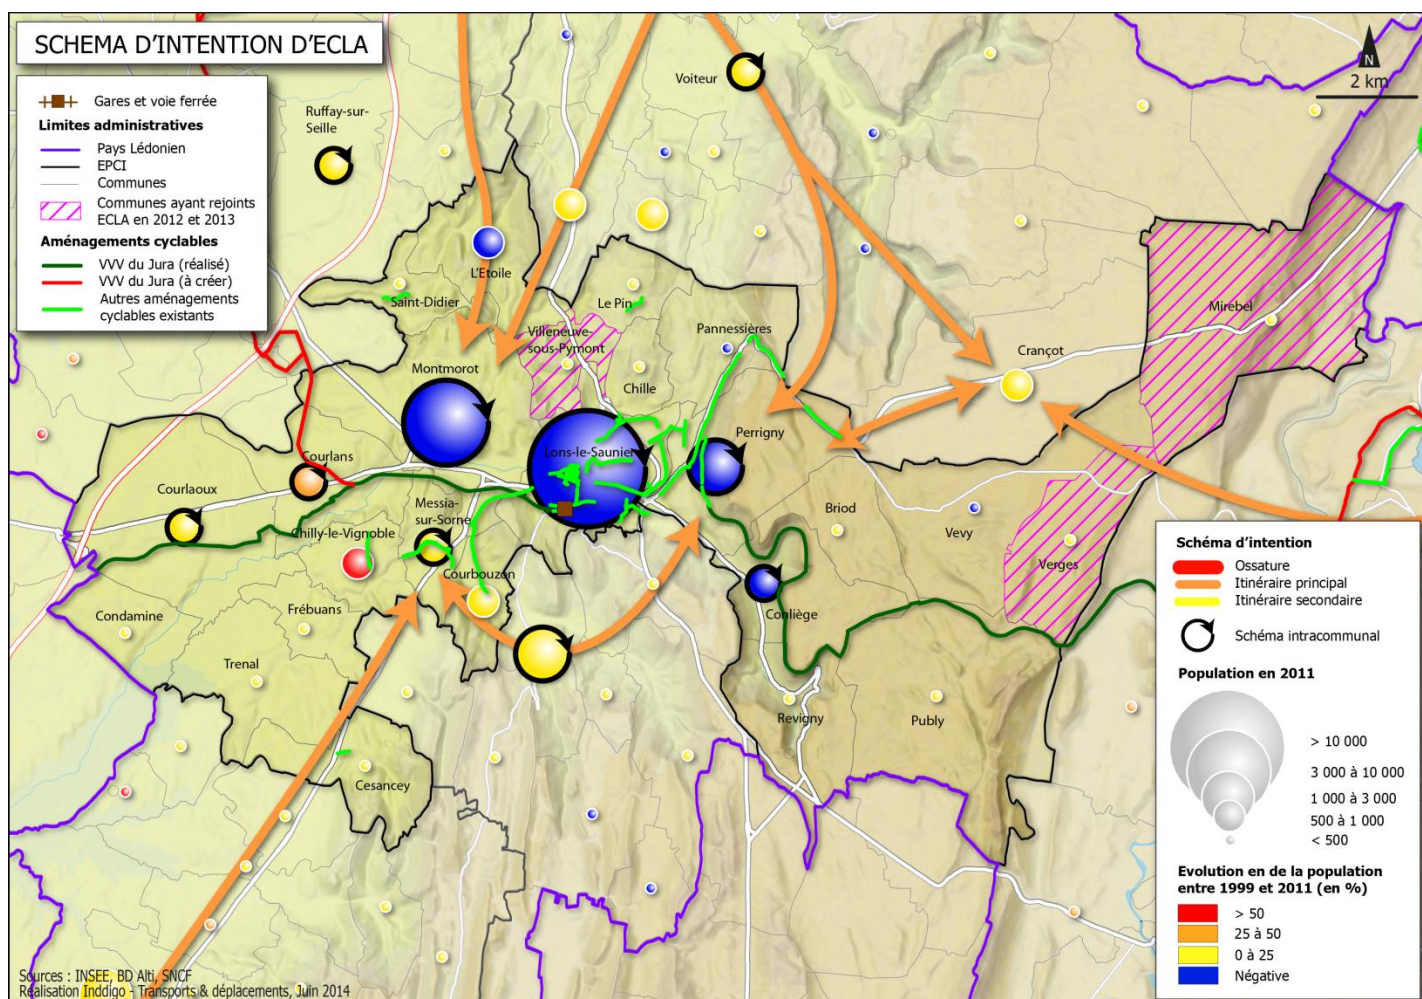 SCHEMA D'INTENTION D'ECLA
Gares et voie ferrée
Limites administratives
Pays Lédonien
EPCI
Communes
Communes ayant rejoints
ECLA en 2012 et 2013
Aménagements cyclables
VVV du Jura (réalisé)
VVV du Jura (à créer)
Autres aménagements
cyclables existants
N
2 km
Ruffay-sur-
Seille
Voiteur
L'Etoile
Saint-Didier
Le Pin
Villeneuve-
sous-Pymont
Pannessières
Mirebel
Crançot
Montmorot
Chille
Perrigny
Lons-le-Saunier
Courlans
Courlaoux
Messia-
sur-Sorne
Chilly-le-Vignoble
Courbouzon
Briod
Vevy
Verges
Condamine
Frébuans
Conliège
Trenal
Revigny
Publy
Cesancey
Schéma d'intention
Ossature
Itinéraire principal
Itinéraire secondaire
Schéma intracommunal
Population en 2011
> 10 000
3 000 à 10 000
1 000 à 3 000
500 à 1 000
< 500
Evolution en de la population
entre 1999 et 2011 (en %)
> 50
25 à 50
0 à 25
Négative
Sources : INSEE, BD Alti, SNCF
Réalisation Inddigo - Transports & déplacements, Juin 2014